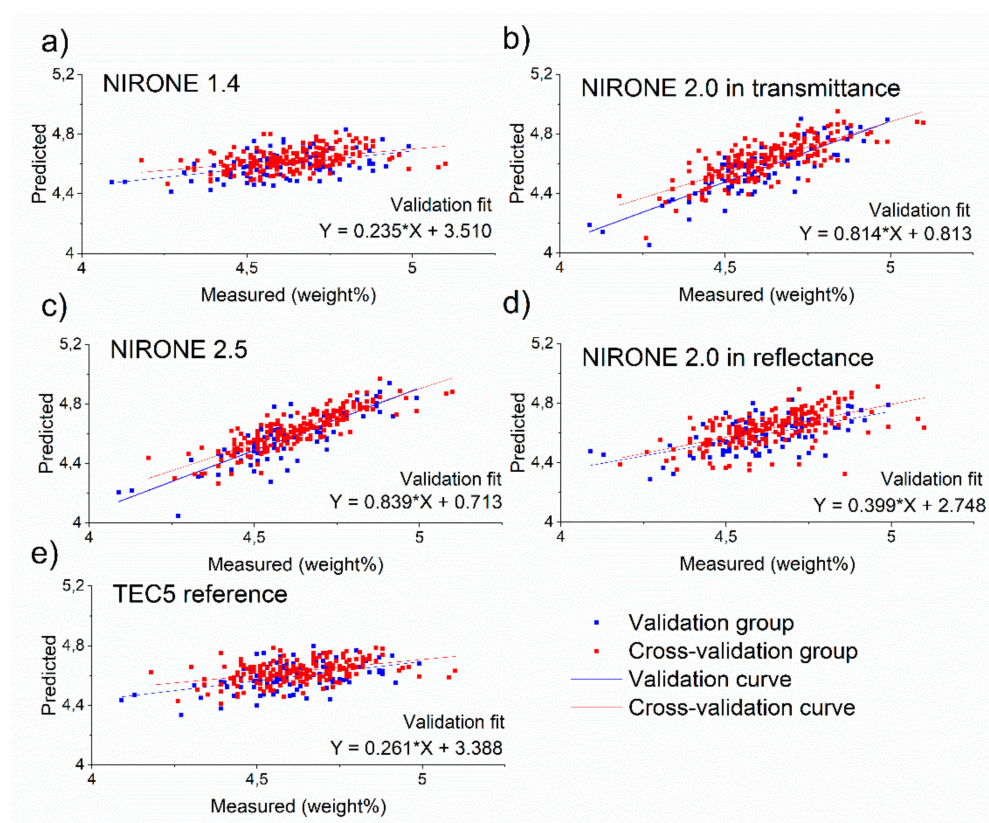 a)
NIRONE 1.4
5,2
4,8
4,4
4
Predicted
Validation fit
Y = 0.235*X + 3.510
4
4,5
5
Measured (weight%)
b)
NIRONE 2.0 in transmittance
5,2
4,8
4,4
4
Predicted
Validation fit
Y = 0.814*X + 0.813
4
4,5
5
Measured (weight%)
c)
NIRONE 2.5
5,2
4,8
4,4
4
Predicted
Validation fit
Y = 0.839*X + 0.713
4
4,5
5
Measured (weight%)
d)
NIRONE 2.0 in reflectance
5,2
4,8
4,4
4
Predicted
Validation fit
Y = 0.399*X + 2.748
4
4,5
5
Measured (weight%)
e)
TEC5 reference
5,2
4,8
4,4
4
Predicted
Validation fit
Y = 0.261*X + 3.388
4
4,5
5
Measured (weight%)
Validation group
Cross-validation group
Validation curve
Cross-validation curve